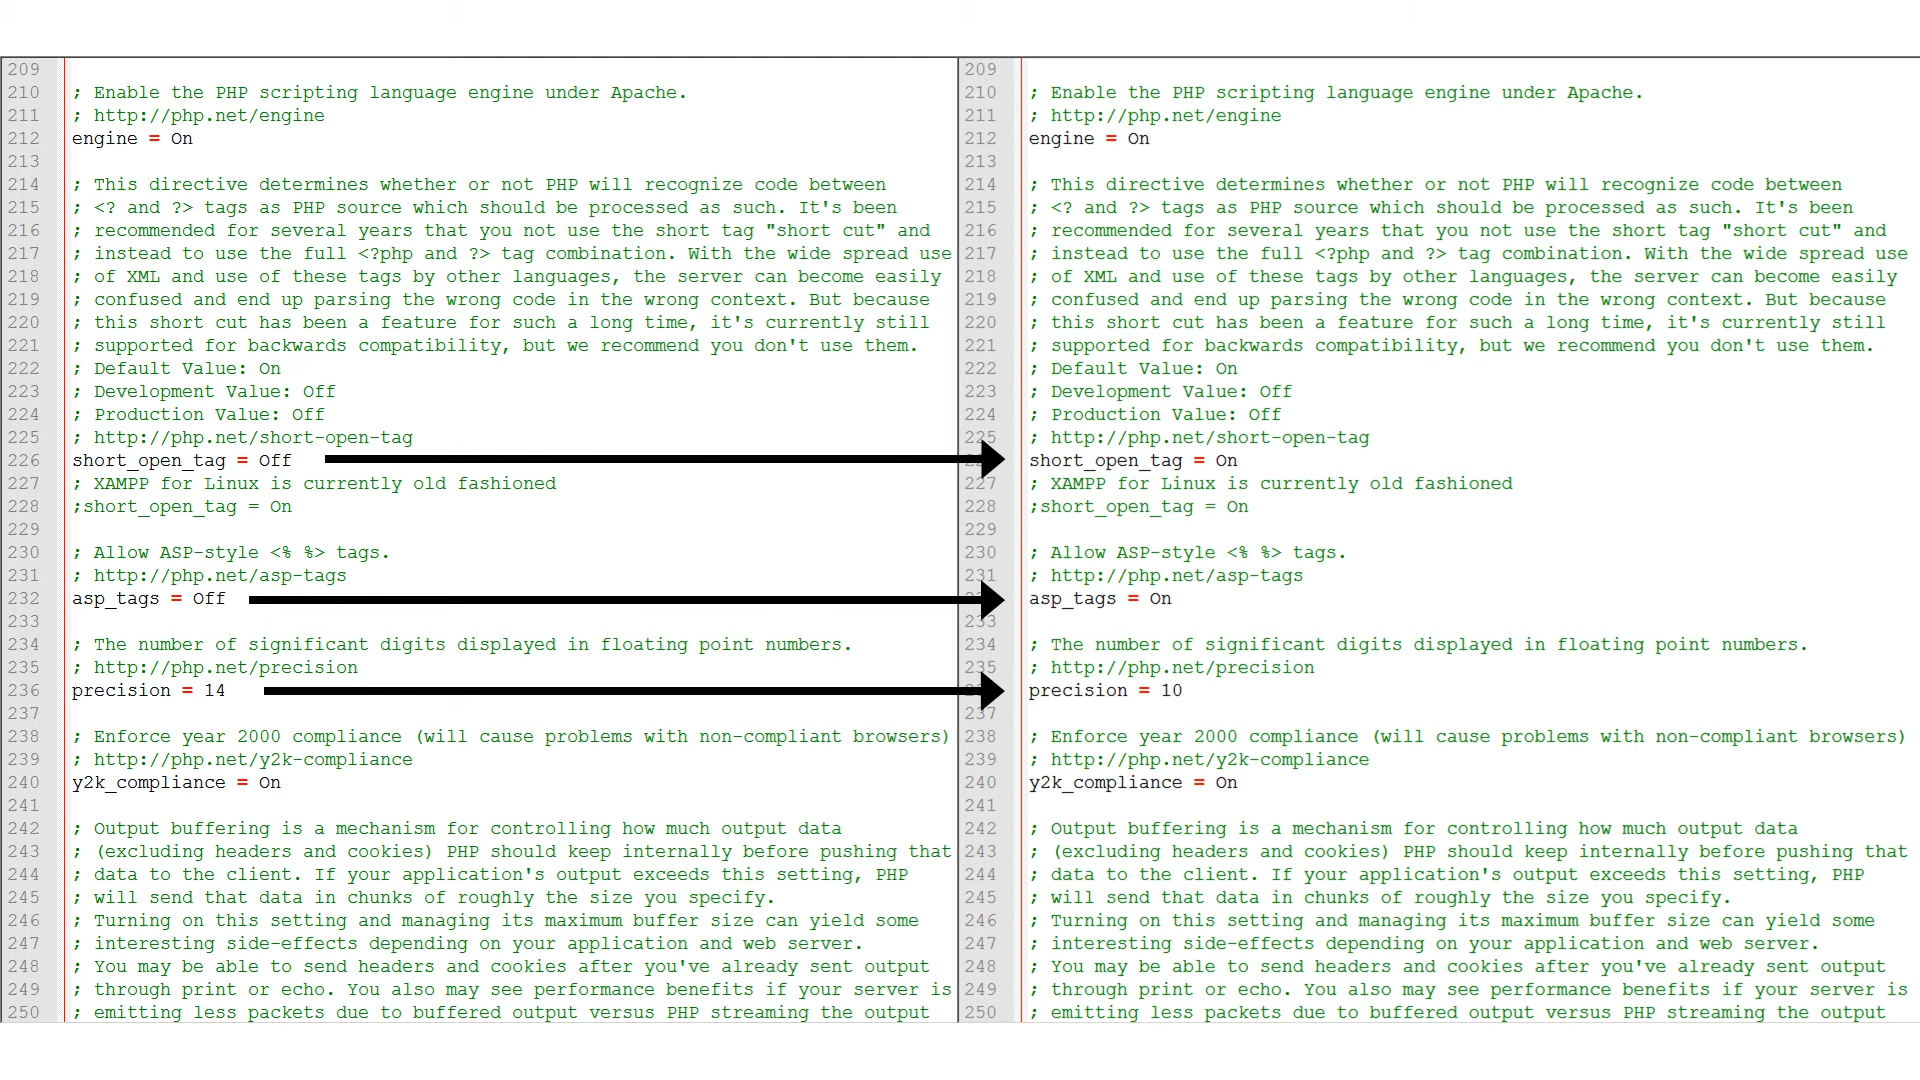 209
210 ; Enable the PHP scripting language engine under Apache.
211 ; http://php.net/engine
212 engine = On
213
214 ; This directive determines whether or not PHP will recognize code between
215 ; <? and ?> tags as PHP source which should be processed as such. It's been
216 ; recommended for several years that you not use the short tag "short cut" and
217 ; instead to use the full <?php and ?> tag combination. With the wide spread use
218 ; of XML and use of these tags by other languages, the server can become easily
219 ; confused and end up parsing the wrong code in the wrong context. But because
220 ; this short cut has been a feature for such a long time, it's currently still
221 ; supported for backwards compatibility, but we recommend you don't use them.
222 ; Default Value: On
223 ; Development Value: Off
224 ; Production Value: Off
225 ; http://php.net/short-open-tag
226 short_open_tag = Off
227 ; XAMPP for Linux is currently old fashioned
228 ;short_open_tag = On
229
230 ; Allow ASP-style <% %> tags.
231 ; http://php.net/asp-tags
232 asp_tags = Off
233
234 ; The number of significant digits displayed in floating point numbers.
235 ; http://php.net/precision
236 precision = 14
237
238 ; Enforce year 2000 compliance (will cause problems with non-compliant browsers)
239 ; http://php.net/y2k-compliance
240 y2k_compliance = On
241
242 ; Output buffering is a mechanism for controlling how much output data
243 ; (excluding headers and cookies) PHP should keep internally before pushing that
244 ; data to the client. If your application's output exceeds this setting, PHP
245 ; will send that data in chunks of roughly the size you specify.
246 ; Turning on this setting and managing its maximum buffer size can yield some
247 ; interesting side-effects depending on your application and web server.
248 ; You may be able to send headers and cookies after you've already sent output
249 ; through print or echo. You also may see performance benefits if your server is
250 ; emitting less packets due to buffered output versus PHP streaming the output
209
210 ; Enable the PHP scripting language engine under Apache.
211 ; http://php.net/engine
212 engine = On
213
214 ; This directive determines whether or not PHP will recognize code between
215 ; <? and ?> tags as PHP source which should be processed as such. It's been
216 ; recommended for several years that you not use the short tag "short cut" and
217 ; instead to use the full <?php and ?> tag combination. With the wide spread use
218 ; of XML and use of these tags by other languages, the server can become easily
219 ; confused and end up parsing the wrong code in the wrong context. But because
220 ; this short cut has been a feature for such a long time, it's currently still
221 ; supported for backwards compatibility, but we recommend you don't use them.
222 ; Default Value: On
223 ; Development Value: Off
224 ; Production Value: Off
225 ; http://php.net/short-open-tag
short_open_tag = On
227 ; XAMPP for Linux is currently old fashioned
228 ;short_open_tag = On
229
230 ; Allow ASP-style <% %> tags.
231 ; http://php.net/asp-tags
asp_tags = On
233
234 ; The number of significant digits displayed in floating point numbers.
235 ; http://php.net/precision
precision = 10
237
238 ; Enforce year 2000 compliance (will cause problems with non-compliant browsers)
239 ; http://php.net/y2k-compliance
240 y2k_compliance = On
241
242 ; Output buffering is a mechanism for controlling how much output data
243 ; (excluding headers and cookies) PHP should keep internally before pushing that
244 ; data to the client. If your application's output exceeds this setting, PHP
245 ; will send that data in chunks of roughly the size you specify.
246 ; Turning on this setting and managing its maximum buffer size can yield some
247 ; interesting side-effects depending on your application and web server.
248 ; You may be able to send headers and cookies after you've already sent output
249 ; through print or echo. You also may see performance benefits if your server is
250 ; emitting less packets due to buffered output versus PHP streaming the output